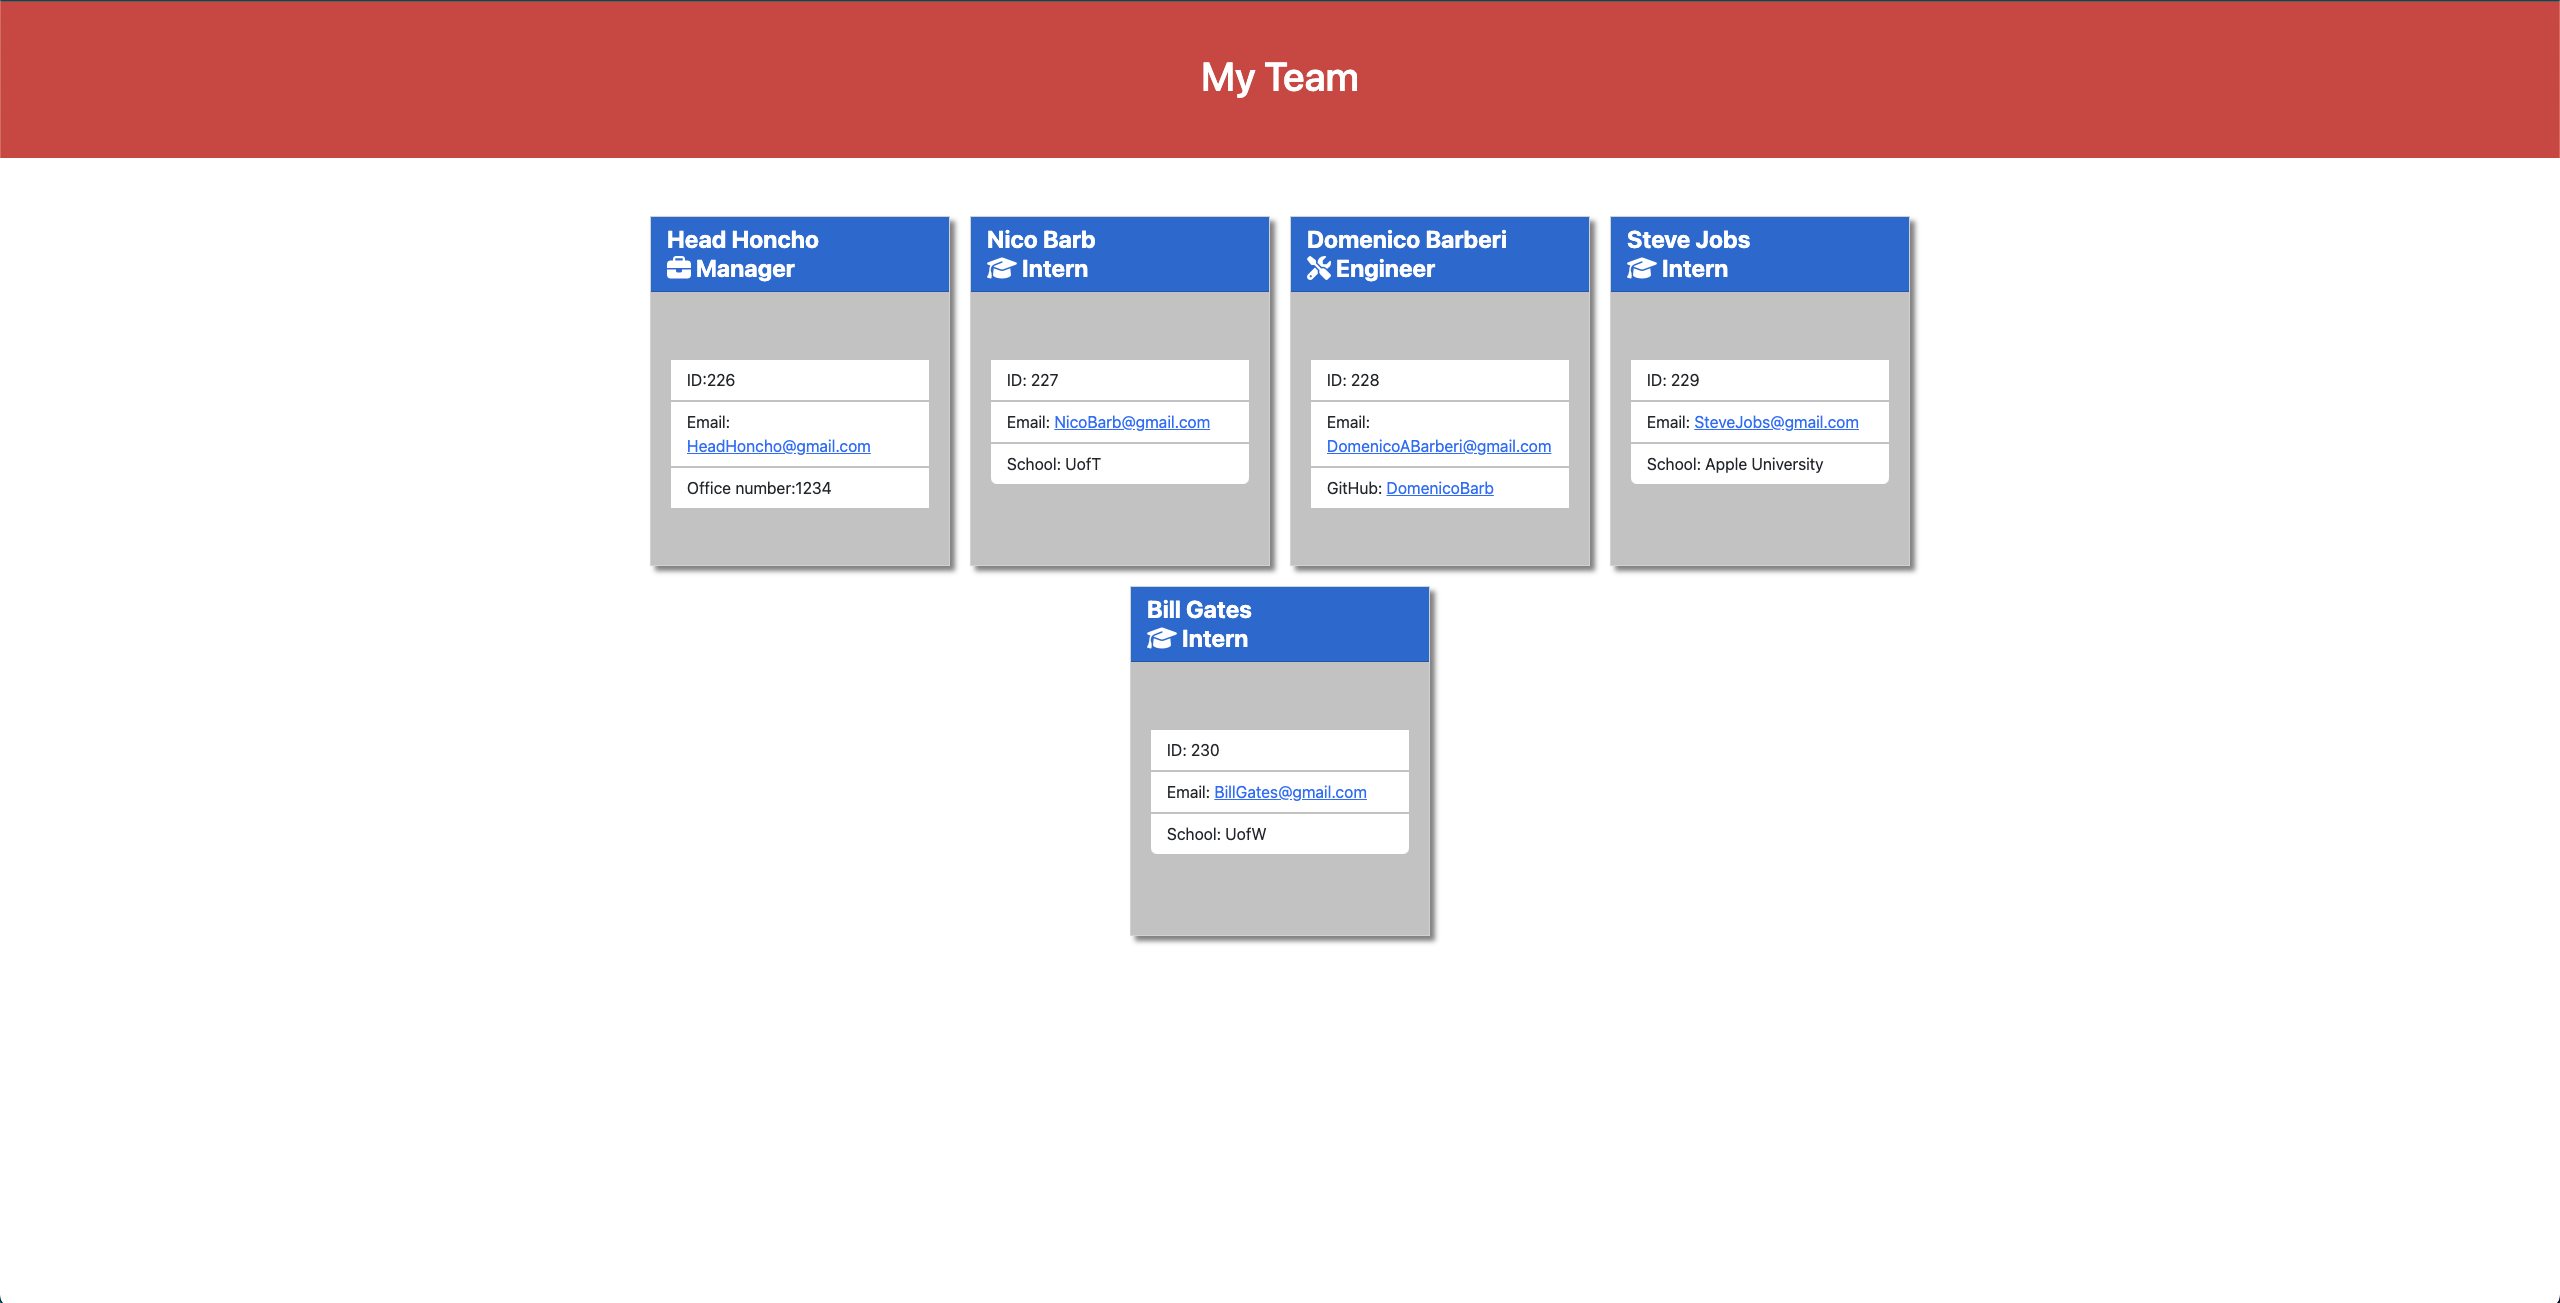 My Team
Head Honcho
Manager
ID:226
Email:
HeadHoncho@gmail.com
Office number:1234
Nico Barb
Intern
ID: 227
Email: NicoBarb@gmail.com
School: UofT
Domenico Barberi
Engineer
ID: 228
Email:
DomenicoABarberi@gmail.com
GitHub: DomenicoBarb
Steve Jobs
Intern
ID: 229
Email: SteveJobs@gmail.com
School: Apple University
Bill Gates
Intern
ID: 230
Email: BillGates@gmail.com
School: UofW